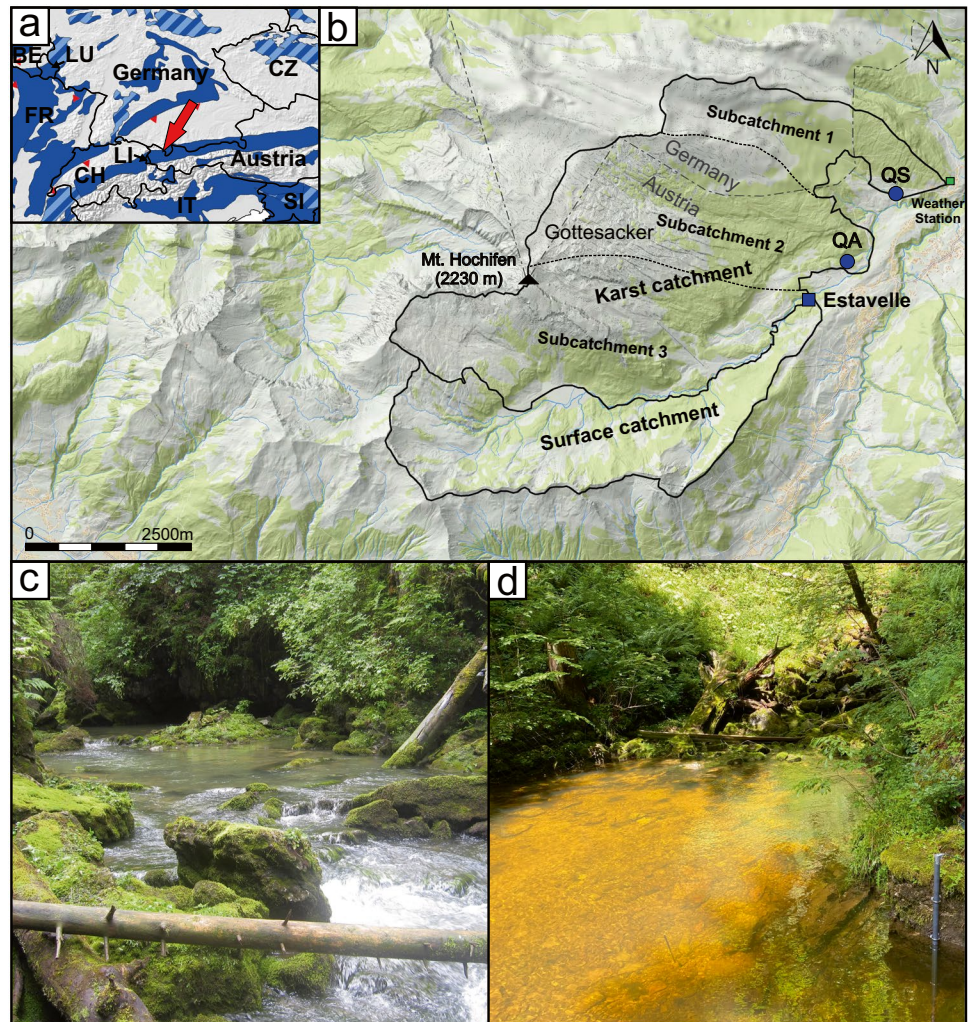 a
BE
LU
Germany
CZ
FR
LI
CH
Austria
IT
SI
b
N
Subcatchment 1
Germany
QS
Weather
Station
Austria
Gottesacker
Subcatchment 2
QA
Mt. Hochifen
(2230 m)
Karst catchment
Estavelle
Subcatchment 3
Surface catchment
0
2500m
c
d